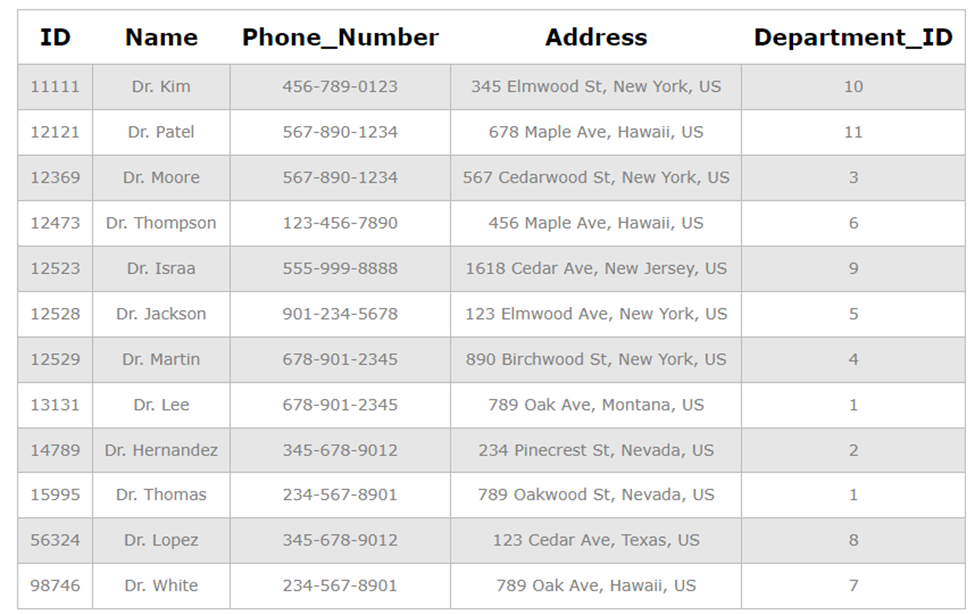 ID Name Phone_Number Address Department_ID
11111 Dr. Kim 456-789-0123 345 Elmwood St, New York, US 10
12121 Dr. Patel 567-890-1234 678 Maple Ave, Hawaii, US 11
12369 Dr. Moore 567-890-1234 567 Cedarwood St, New York, US 3
12473 Dr. Thompson 123-456-7890 456 Maple Ave, Hawaii, US 6
12523 Dr. Israa 555-999-8888 1618 Cedar Ave, New Jersey, US 9
12528 Dr. Jackson 901-234-5678 123 Elmwood Ave, New York, US 5
12529 Dr. Martin 678-901-2345 890 Birchwood St, New York, US 4
13131 Dr. Lee 678-901-2345 789 Oak Ave, Montana, US 1
14789 Dr. Hernandez 345-678-9012 234 Pinecrest St, Nevada, US 2
15995 Dr. Thomas 234-567-8901 789 Oakwood St, Nevada, US 1
56324 Dr. Lopez 345-678-9012 123 Cedar Ave, Texas, US 8
98746 Dr. White 234-567-8901 789 Oak Ave, Hawaii, US 7